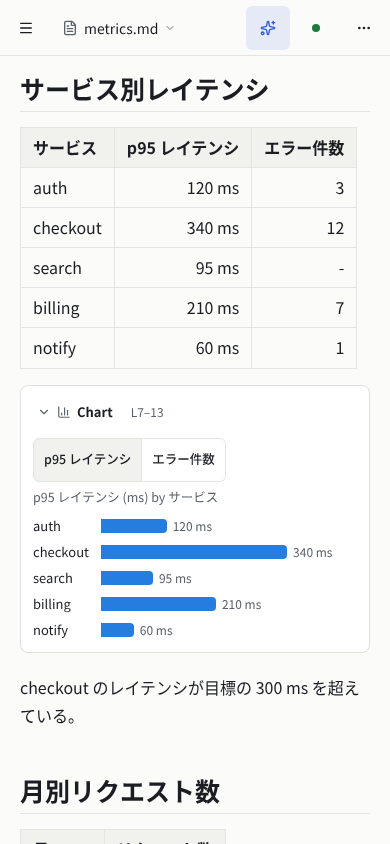 metrics.md
サービス別レイテンシ
サービス p95 レイテンシ エラー件数
auth 120 ms 3
checkout 340 ms 12
search 95 ms -
billing 210 ms 7
notify 60 ms 1
Chart L7–13
p95 レイテンシ エラー件数
p95 レイテンシ (ms) by サービス
auth 120 ms
checkout 340 ms
search 95 ms
billing 210 ms
notify 60 ms
checkout のレイテンシが目標の 300 ms を超え
ている。
月別リクエスト数